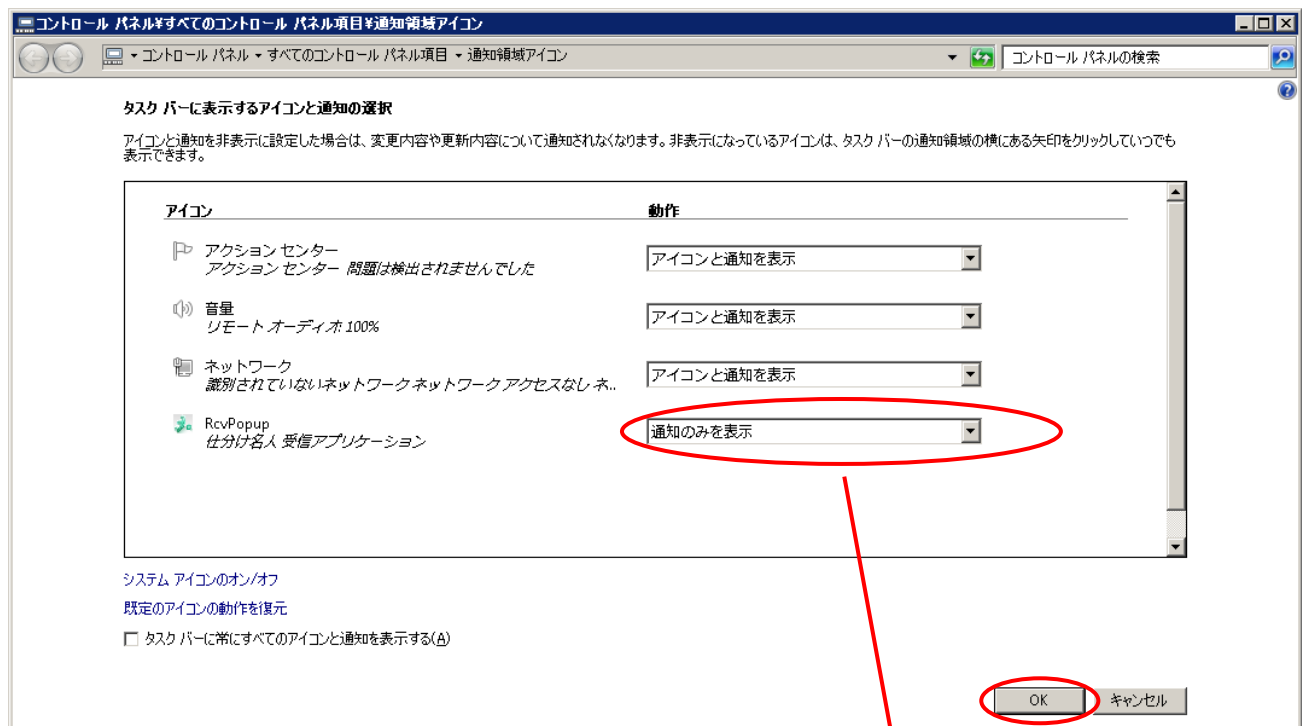 コントロール パネル¥すべてのコントロール パネル項目¥通知領域アイコン
コントロール パネル すべてのコントロール パネル項目 通知領域アイコン コントロール パネルの検索
タスク バーに表示するアイコンと通知の選択
アイコンと通知を非表示に設定した場合は、変更内容や更新内容について通知されなくなります。非表示になっているアイコンは、タスク バーの通知領域の横にある矢印をクリックしていつでも
表示できます。
アイコン 動作
アクション センター
アクション センター 問題は検出されませんでした
アイコンと通知を表示
音量
リモート オーディオ: 100%
アイコンと通知を表示
ネットワーク
識別されていないネットワーク ネットワーク アクセスなし ネ..
アイコンと通知を表示
RcvPopup
仕分け名人 受信アプリケーション
通知のみを表示
システム アイコンのオン/オフ
既定のアイコンの動作を復元
タスク バーに常にすべてのアイコンと通知を表示する(A)
OK キャンセル